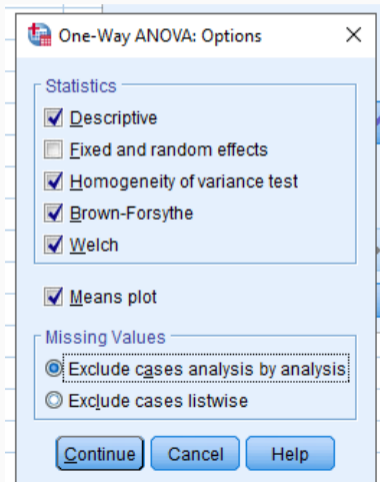 One-Way ANOVA: Options
Statistics
Descriptive
Fixed and random effects
Homogeneity of variance test
Brown-Forsythe
Welch
Means plot
Missing Values
Exclude cases analysis by analysis
Exclude cases listwise
Continue Cancel Help